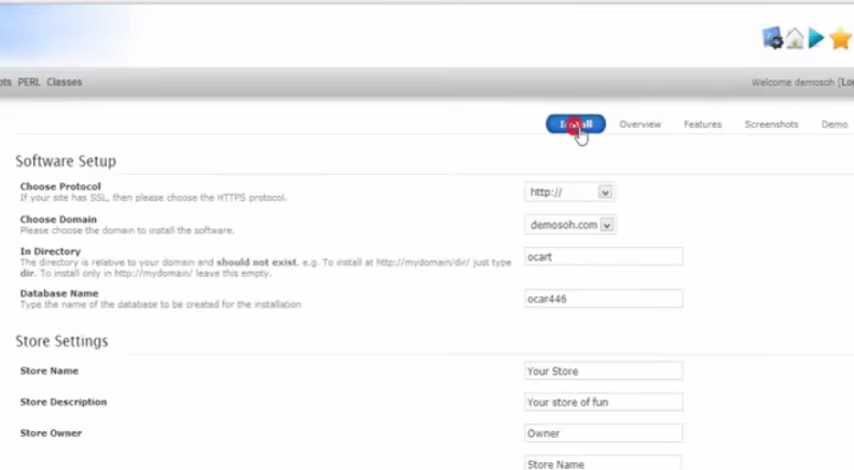 PERL Classes
Welcome demosoh
Install Overview Features Screenshots Demo
Software Setup
Choose Protocol
If your site has SSL, then please choose the HTTPS protocol.
http://
Choose Domain
Please choose the domain to install the software.
demosoh.com
In Directory
The directory is relative to your domain and should not exist. e.g. To install at http://mydomain/dir/ just type
dir. To install only in http://mydomain/ leave this empty.
ocart
Database Name
Type the name of the database to be created for the installation
ocar446
Store Settings
Store Name
Your Store
Store Description
Your store of fun
Store Owner
Owner
Store Name